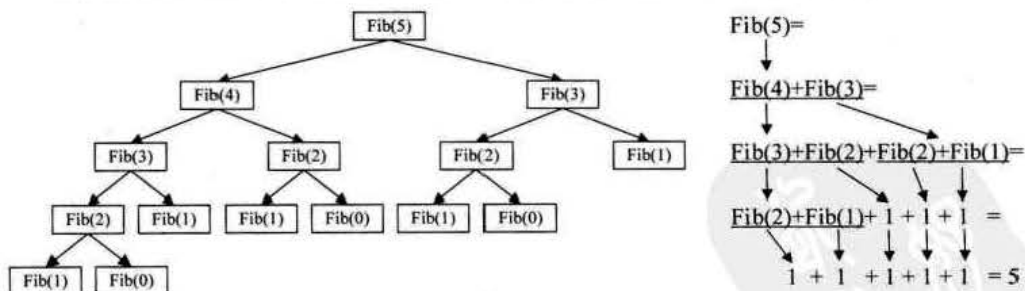 Fib(5)
Fib(4) Fib(3)
Fib(3) Fib(2) Fib(2) Fib(1)
Fib(2) Fib(1) Fib(1) Fib(0) Fib(1) Fib(0)
Fib(1) Fib(0)
Fib(5)=
Fib(4)+Fib(3)=
Fib(3)+Fib(2)+Fib(2)+Fib(1)=
Fib(2)+Fib(1)+1+1+1 =
1 + 1 +1+1+1 =5